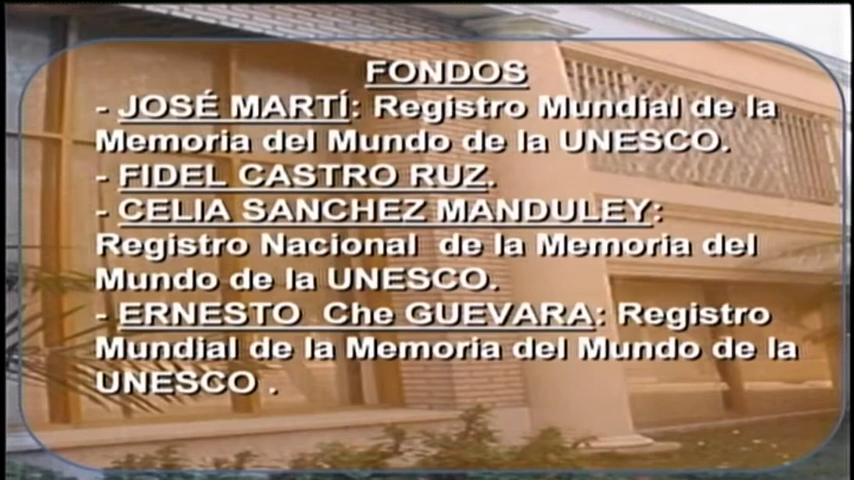 FONDOS
- JOSÉ MARTÍ: Registro Mundial de la
Memoria del Mundo de la UNESCO.
- FIDEL CASTRO RUZ.
- CELIA SANCHEZ MANDULEY:
Registro Nacional de la Memoria del
Mundo de la UNESCO.
- ERNESTO Che GUEVARA: Registro
Mundial de la Memoria del Mundo de la
UNESCO .